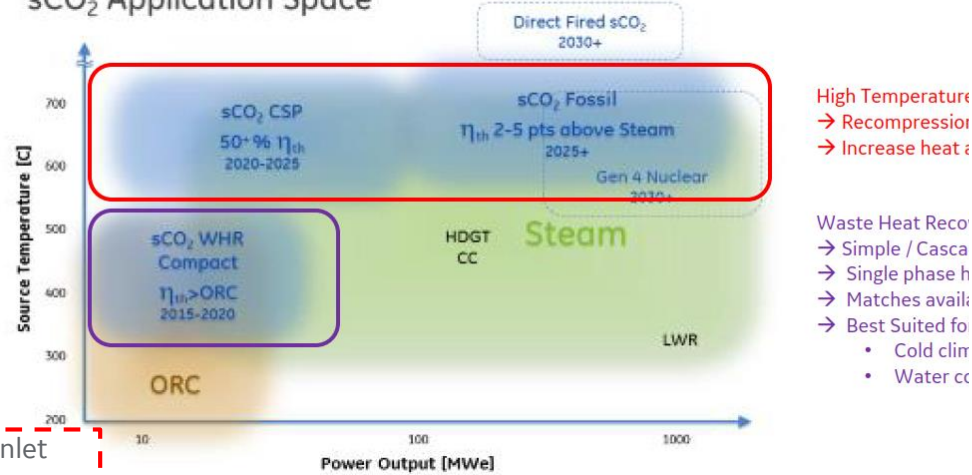 sCO₂ Application Space
Direct Fired sCO₂
2030+
700
600
500
400
300
200
Source Temperature [C]
sCO₂ CSP
50⁺% ηth
2020-2025
sCO₂ Fossil
ηth 2-5 pts above Steam
2025+
Gen 4 Nuclear
2030+
sCO₂ WHR
Compact
ηth>ORC
2015-2020
HDGT
CC
Steam
LWR
ORC
10
100
1000
Power Output [MWe]
nlet
High Temperature
→ Recompression
→ Increase heat a
Waste Heat Reco
→ Simple / Casca
→ Single phase h
→ Matches availa
→ Best Suited fo
• Cold clim
• Water co